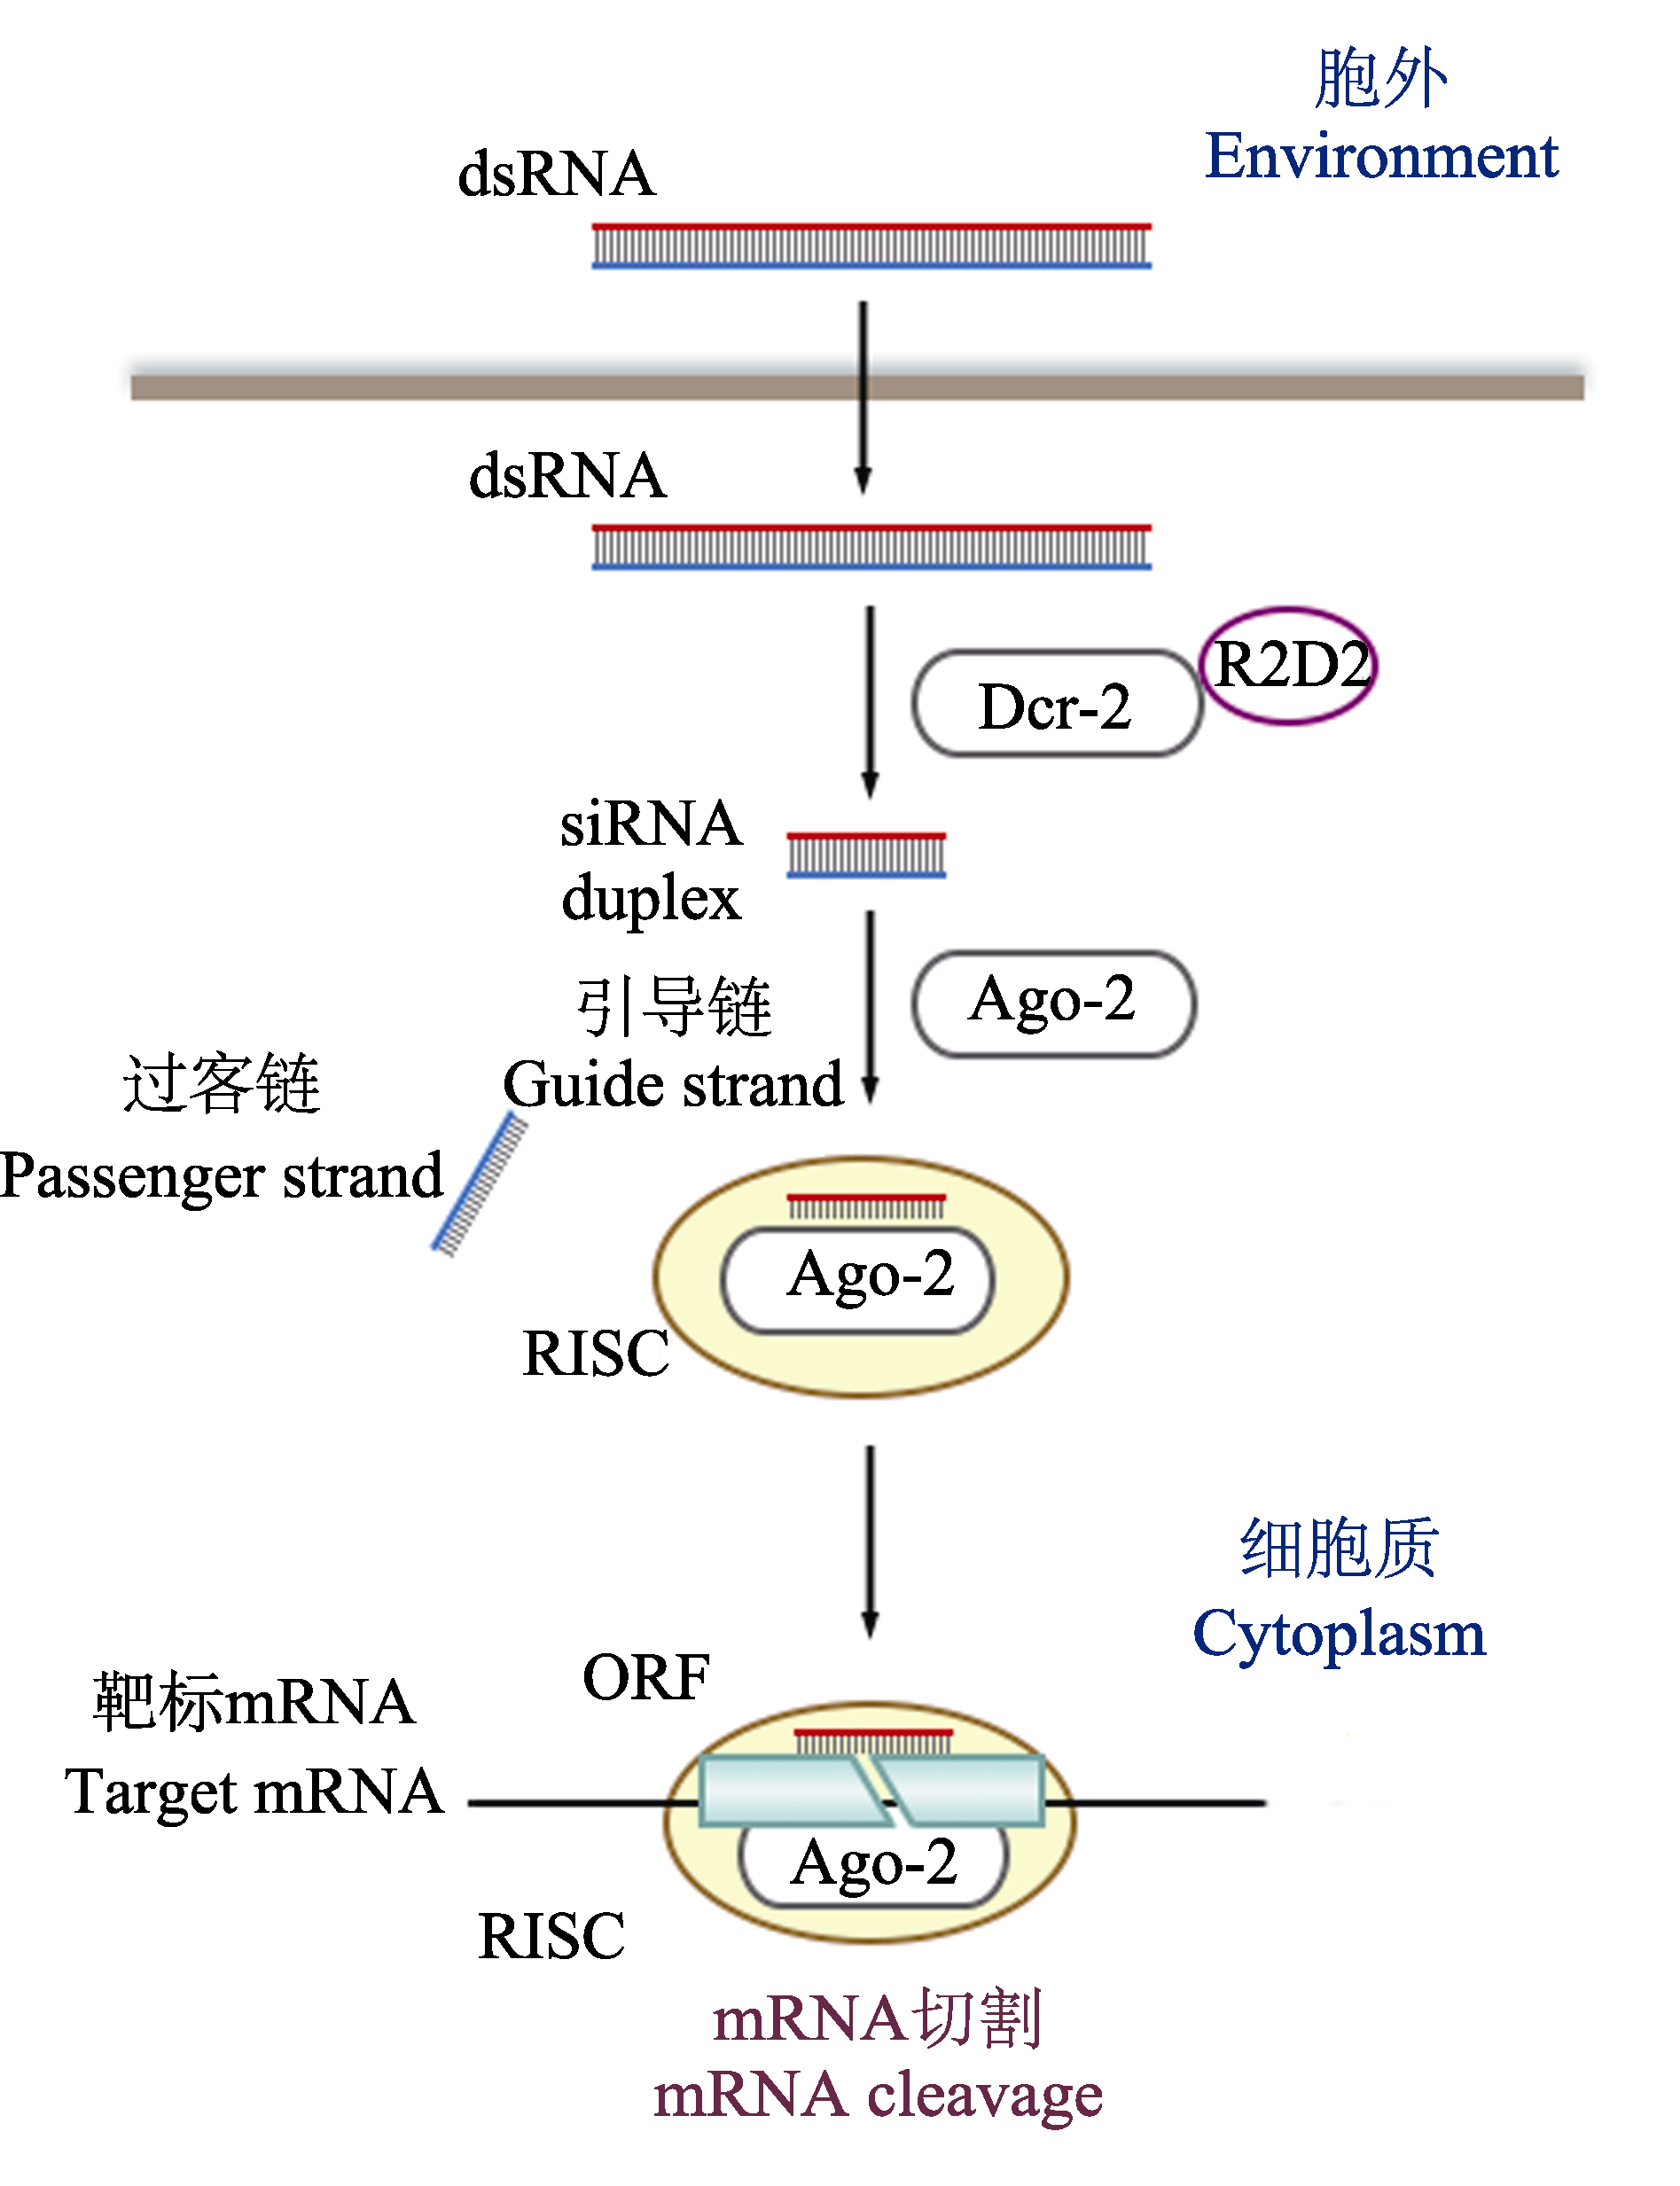 胞外
Environment
dsRNA
dsRNA
R2D2
Dcr-2
siRNA
duplex
Ago-2
引导链
Guide strand
过客链
Passenger strand
Ago-2
RISC
细胞质
Cytoplasm
ORF
靶标mRNA
Target mRNA
Ago-2
RISC
mRNA切割
mRNA cleavage